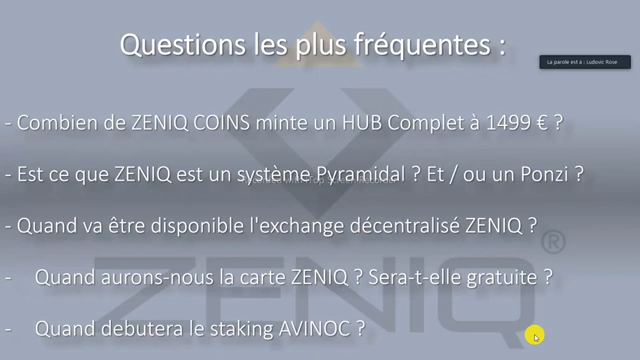 Questions les plus fréquentes :
La parole est à : Ludovic Rose
- Combien de ZENIQ COINS minte un HUB Complet à 1499 € ?
- Est ce que ZENIQ est un système Pyramidal ? Et / ou un Ponzi ?
- Quand va être disponible l'exchange décentralisé ZENIQ ?
- Quand aurons-nous la carte ZENIQ ? Sera-t-elle gratuite ?
ZENIQ®
- Quand debutera le staking AVINOC ?